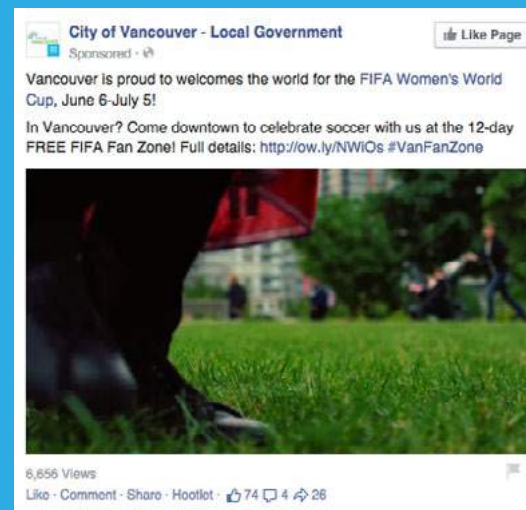 City of Vancouver - Local Government
Like Page
Sponsored ·
Vancouver is proud to welcomes the world for the FIFA Women's World
Cup, June 6-July 5!
In Vancouver? Come downtown to celebrate soccer with us at the 12-day
FREE FIFA Fan Zone! Full details: http://ow.ly/NWiOs #VanFanZone
6,656 Views
Like · Comment · Share · Hootlet · 74 4 26